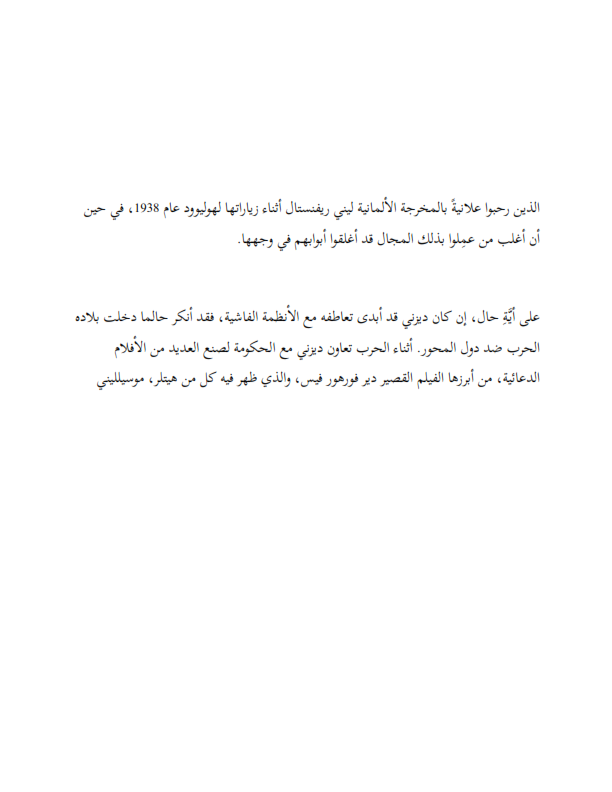 الذين رحبوا علانيةً بالمخرجة الألمانية ليني ريفنستال أثناء زياراتها لهوليوود عام 1938، في حين
أن أغلب من عمِلوا بذلك المجال قد أغلقوا أبوابهم في وجهها.
على أيَّةِ حال، إن كان ديزني قد أبدى تعاطفه مع الأنظمة الفاشية، فقد أنكر حالما دخلت بلاده
الحرب ضد دول المحور. أثناء الحرب تعاون ديزني مع الحكومة لصنع العديد من الأفلام
الدعائية، من أبرزها الفيلم القصير دير فورهور فيس، والذي ظهر فيه كل من هيتلر، موسيلليني